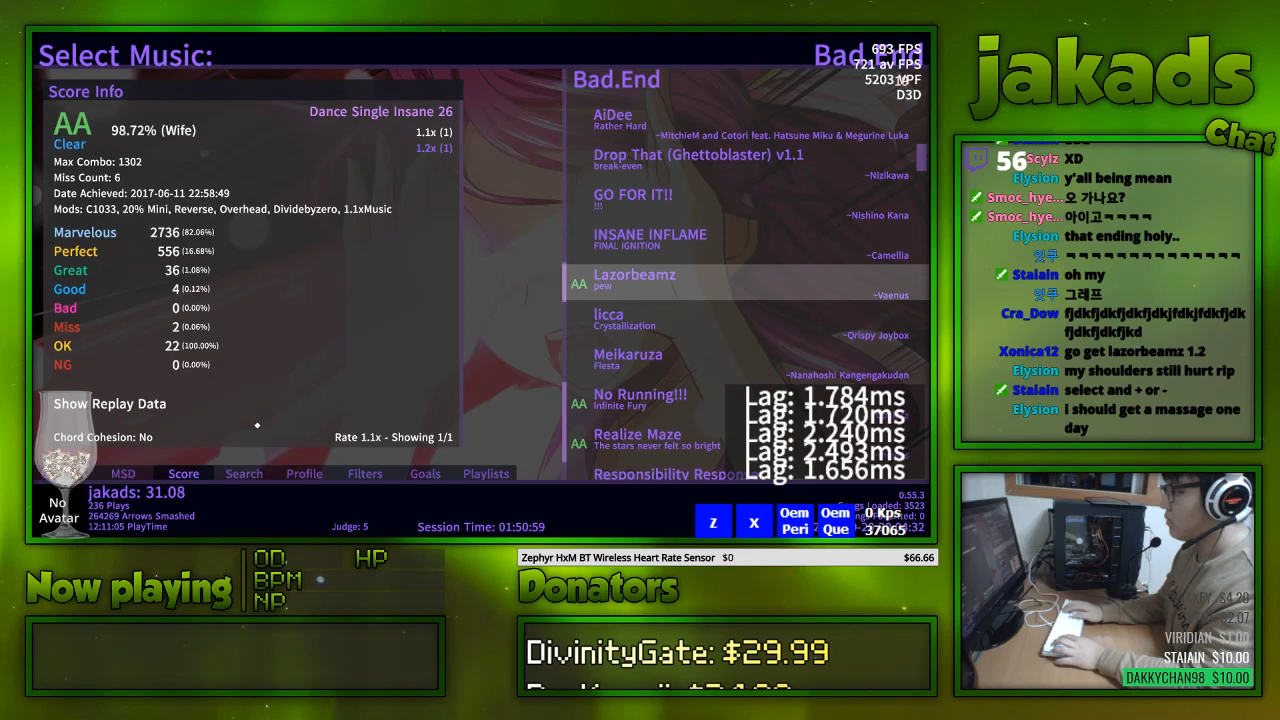 Select Music:
Bad.End
693 FPS
721 av FPS
5203 VPF
D3D
Score Info
AA
98.72% (Wife)
Clear
Dance Single Insane 26
1.1x (1)
1.2x (1)
Max Combo: 1302
Miss Count: 6
Date Achieved: 2017-06-11 22:58:49
Mods: C1033, 20% Mini, Reverse, Overhead, Dividebyzero, 1.1xMusic
Marvelous 2736 (82.06%)
Perfect 556 (16.68%)
Great 36 (1.08%)
Good 4 (0.12%)
Bad 0 (0.00%)
Miss 2 (0.06%)
OK 22 (100.00%)
NG 0 (0.00%)
Show Replay Data
Chord Cohesion: No
Rate 1.1x - Showing 1/1
MSD Score Search Profile Filters Goals Playlists
Bad.End
AiDee
Rather Hard
~MitchieM and Cotori feat. Hatsune Miku & Megurine Luka
Drop That (Ghettoblaster) v1.1
break-even
~Nizikawa
GO FOR IT!!
!!!
~Nishino Kana
INSANE INFLAME
FINAL IGNITION
~Camellia
AA
Lazorbeamz
pew
~Vaenus
licca
Crystallization
~Orispy Joybox
Meikaruza
Fiesta
~Nanahoshi Kangengakudan
AA
No Running!!!
Infinite Fury
AA
Realize Maze
The stars never felt so bright
Lag: 1.784ms
Lag: 1.720ms
Lag: 2.240ms
Lag: 2.493ms
Lag: 1.656ms
No
Avatar
jakads: 31.08
236 Plays
264269 Arrows Smashed
12:11:05 PlayTime
Judge: 5
Session Time: 01:50:59
0.55.3
z
x
Oem
Peri
Oem
Que
0 Kps
37065
jakads
Chat
56
Scylz XD
Elysion y'all being mean
Smoc_hye... 오 가나요?
Smoc_hye... 아이고ㅋㅋㅋㅋ
Elysion that ending holy..
잇쿠 ㅋㅋㅋㅋㅋㅋㅋㅋㅋㅋㅋㅋㅋㅋ
Staiain oh my
잇쿠 그레프
Cra_Dow fjdkfjdkfjdkfjdkjfdkjfdkfjdk
fjdkfjdkfjkd
Xonica12 go get lazorbeamz 1.2
Elysion my shoulders still hurt rip
Staiain select and + or -
Elysion i should get a massage one
day
Now playing
OD
HP
BPM
NP
Zephyr HxM BT Wireless Heart Rate Sensor $0
$66.66
Donators
DivinityGate: $29.99
VIRIDIAN $1.00
STAIAIN $10.00
DAKKYCHAN98 $10.00